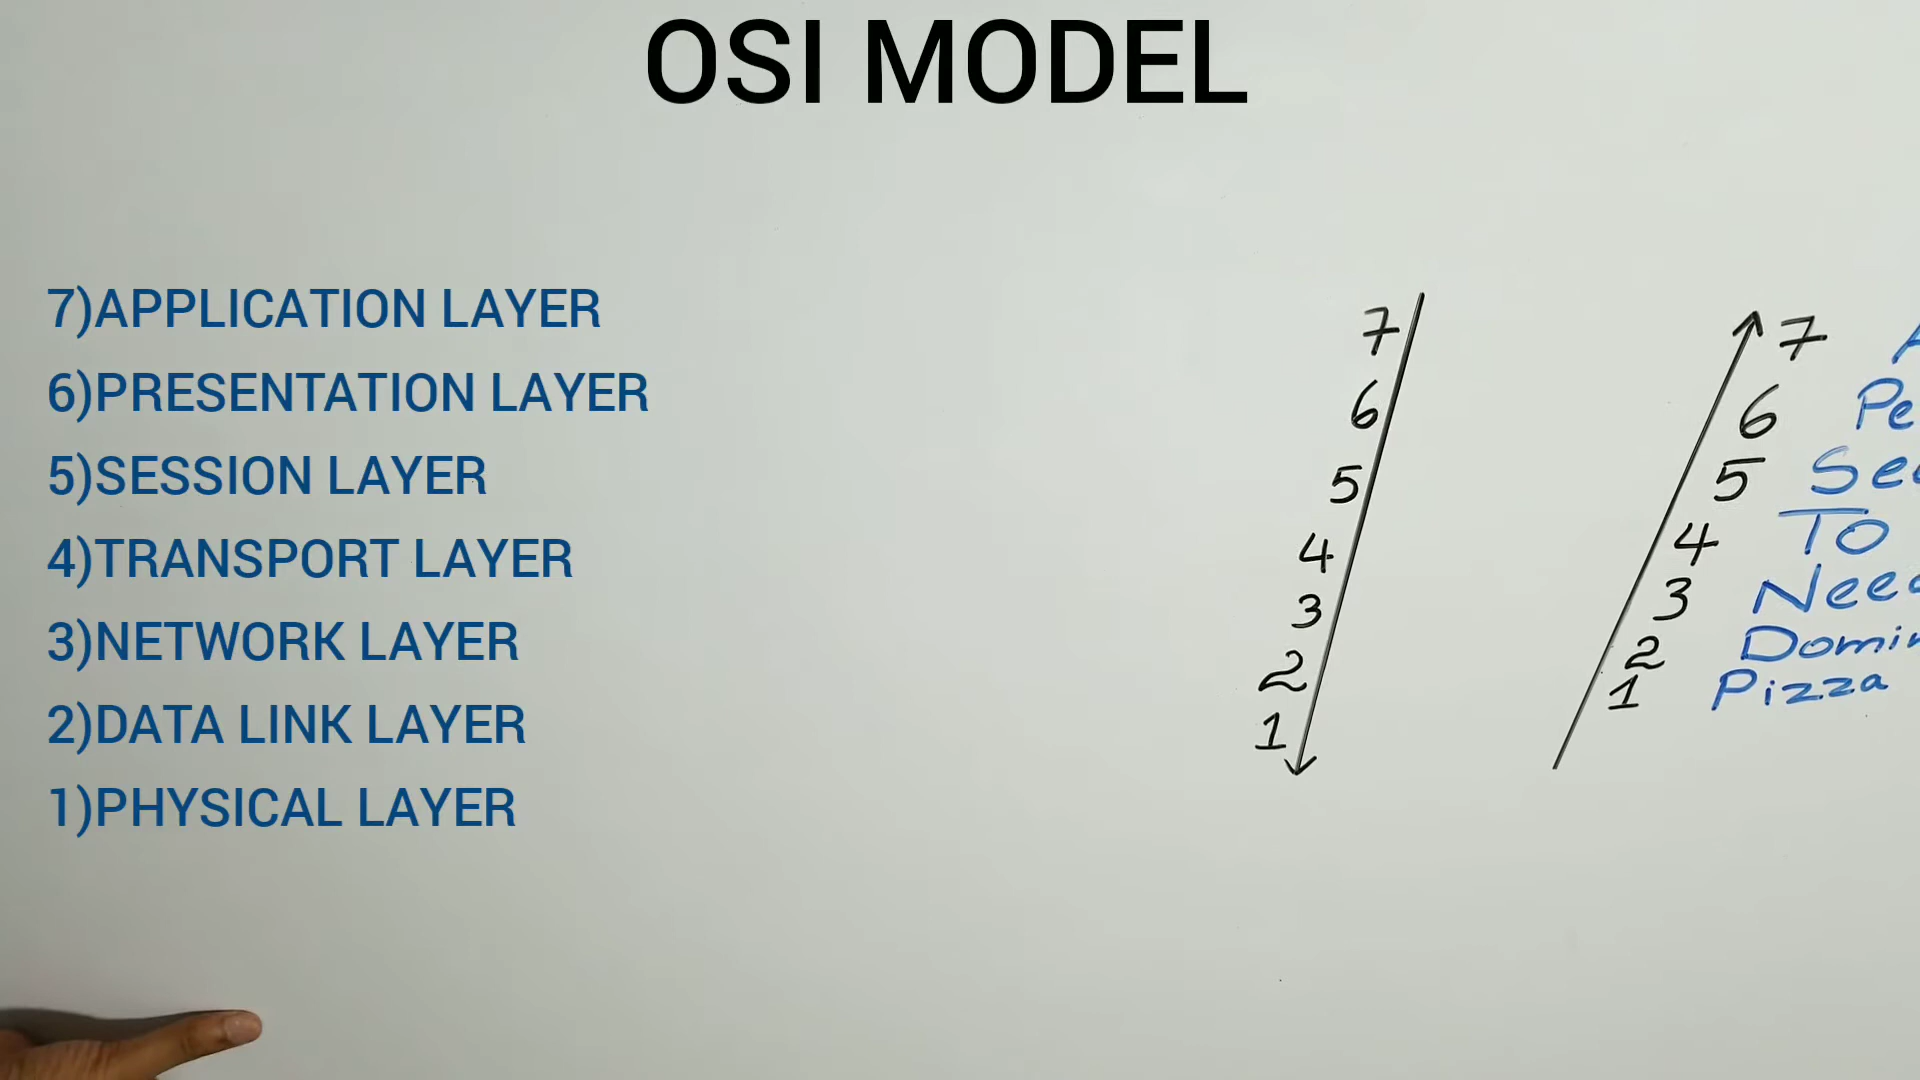 OSI MODEL
7)APPLICATION LAYER
6)PRESENTATION LAYER
5)SESSION LAYER
4)TRANSPORT LAYER
3)NETWORK LAYER
2)DATA LINK LAYER
1)PHYSICAL LAYER
7
6
5
4
3
2
1
7
6
5
4 TO
3
2
1 Pizza